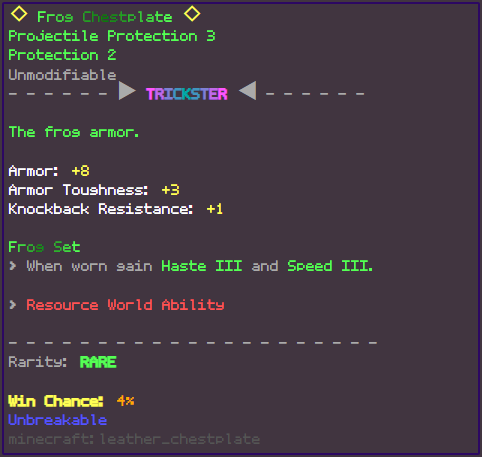 ◇ Frog Chestplate ◇
Projectile Protection 3
Protection 2
Unmodifiable
- - - - - - ▶ TRICKSTER ◀ - - - - - -
The frog armor.
Armor: +8
Armor Toughness: +3
Knockback Resistance: +1
Frog Set
> When worn gain Haste III and Speed III.
> Resource World Ability
- - - - - - - - - - - - - - - - - - - - -
Rarity: RARE
Win Chance: 4%
Unbreakable
minecraft:leather_chestplate